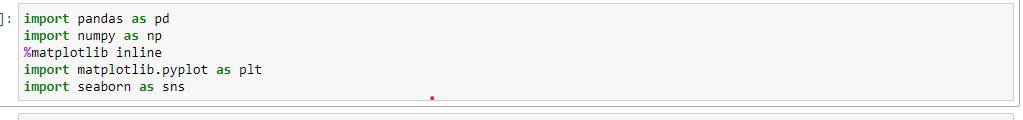 ]:
import pandas as pd
import numpy as np
%matplotlib inline
import matplotlib.pyplot as plt
import seaborn as sns